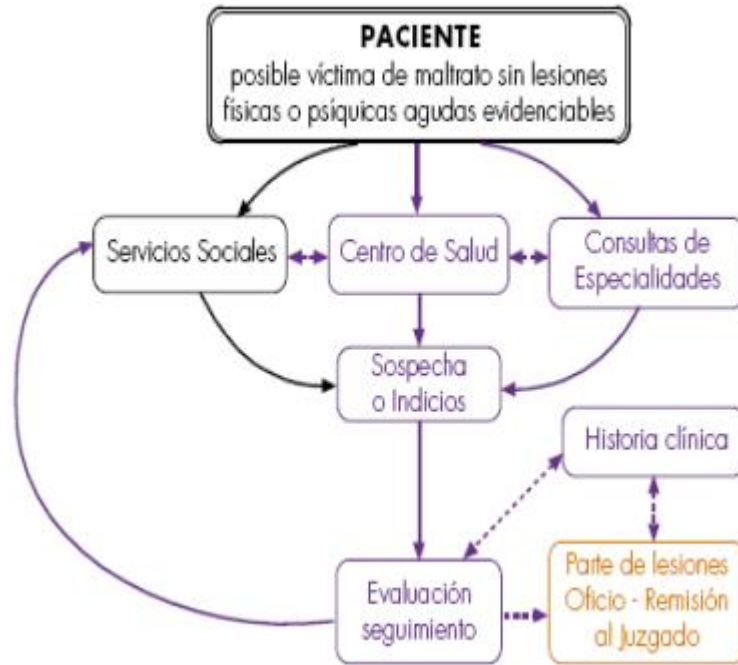 PACIENTE
posible víctima de maltrato sin lesiones
físicas o psíquicas agudas evidenciables
Servicios Sociales
Centro de Salud
Consultas de
Especialidades
Sospecha
o Indicios
Historia clínica
Evaluación
seguimiento
Parte de lesiones
Oficio - Remisión
al Juzgado